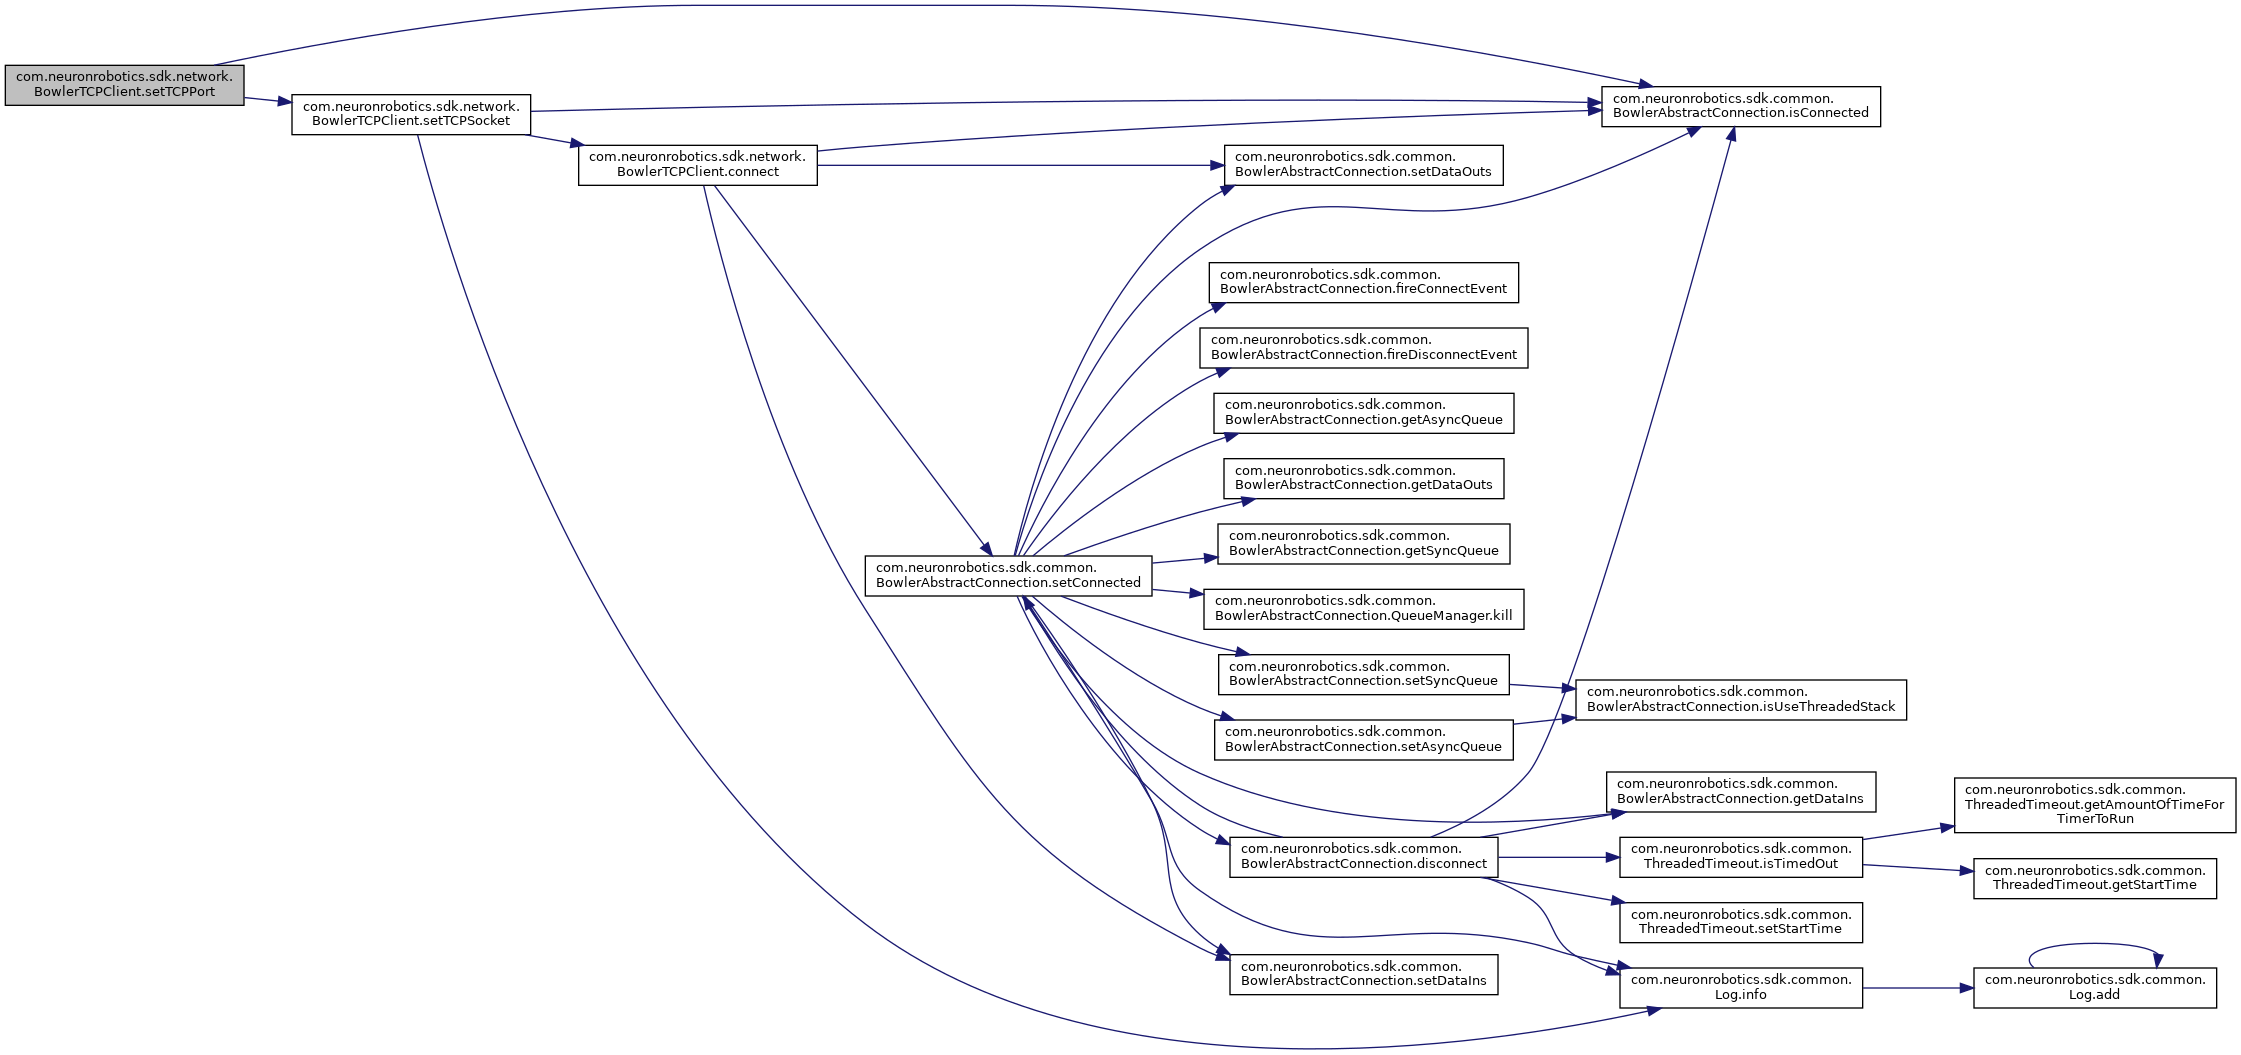 com.neuronrobotics.sdk.network.
BowlerTCPClient.setTCPPort
com.neuronrobotics.sdk.network.
BowlerTCPClient.setTCPSocket
com.neuronrobotics.sdk.network.
BowlerTCPClient.connect
com.neuronrobotics.sdk.common.
BowlerAbstractConnection.setConnected
com.neuronrobotics.sdk.common.
BowlerAbstractConnection.isConnected
com.neuronrobotics.sdk.common.
BowlerAbstractConnection.setDataOuts
com.neuronrobotics.sdk.common.
BowlerAbstractConnection.fireConnectEvent
com.neuronrobotics.sdk.common.
BowlerAbstractConnection.fireDisconnectEvent
com.neuronrobotics.sdk.common.
BowlerAbstractConnection.getAsyncQueue
com.neuronrobotics.sdk.common.
BowlerAbstractConnection.getDataOuts
com.neuronrobotics.sdk.common.
BowlerAbstractConnection.getSyncQueue
com.neuronrobotics.sdk.common.
BowlerAbstractConnection.QueueManager.kill
com.neuronrobotics.sdk.common.
BowlerAbstractConnection.setSyncQueue
com.neuronrobotics.sdk.common.
BowlerAbstractConnection.setAsyncQueue
com.neuronrobotics.sdk.common.
BowlerAbstractConnection.isUseThreadedStack
com.neuronrobotics.sdk.common.
BowlerAbstractConnection.getDataIns
com.neuronrobotics.sdk.common.
BowlerAbstractConnection.disconnect
com.neuronrobotics.sdk.common.
ThreadedTimeout.isTimedOut
com.neuronrobotics.sdk.common.
ThreadedTimeout.getAmountOfTimeFor
TimerToRun
com.neuronrobotics.sdk.common.
ThreadedTimeout.getStartTime
com.neuronrobotics.sdk.common.
ThreadedTimeout.setStartTime
com.neuronrobotics.sdk.common.
BowlerAbstractConnection.setDataIns
com.neuronrobotics.sdk.common.
Log.info
com.neuronrobotics.sdk.common.
Log.add